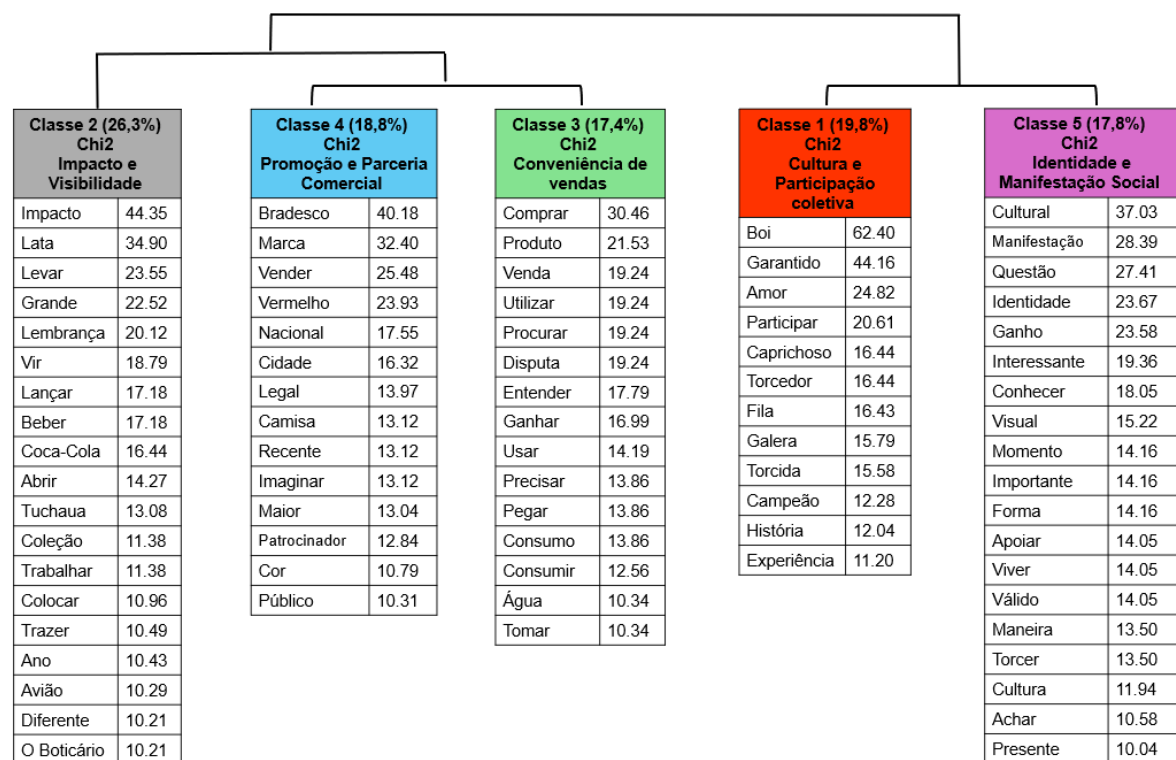 Classe 2 (26,3%)
Chi2
Impacto e
Visibilidade
Impacto 44.35
Lata 34.90
Levar 23.55
Grande 22.52
Lembrança 20.12
Vir 18.79
Lançar 17.18
Beber 17.18
Coca-Cola 16.44
Abrir 14.27
Tuchaua 13.08
Coleção 11.38
Trabalhar 11.38
Colocar 10.96
Trazer 10.49
Ano 10.43
Avião 10.29
Diferente 10.21
O Boticário 10.21
Classe 4 (18,8%)
Chi2
Promoção e Parceria
Comercial
Bradesco 40.18
Marca 32.40
Vender 25.48
Vermelho 23.93
Nacional 17.55
Cidade 16.32
Legal 13.97
Camisa 13.12
Recente 13.12
Imaginar 13.12
Maior 13.04
Patrocinador 12.84
Cor 10.79
Público 10.31
Classe 3 (17,4%)
Chi2
Conveniência de
vendas
Comprar 30.46
Produto 21.53
Venda 19.24
Utilizar 19.24
Procurar 19.24
Disputa 19.24
Entender 17.79
Ganhar 16.99
Usar 14.19
Precisar 13.86
Pegar 13.86
Consumo 13.86
Consumir 12.56
Água 10.34
Tomar 10.34
Classe 1 (19,8%)
Chi2
Cultura e
Participação
coletiva
Boi 62.40
Garantido 44.16
Amor 24.82
Participar 20.61
Caprichoso 16.44
Torcedor 16.44
Fila 16.43
Galera 15.79
Torcida 15.58
Campeão 12.28
História 12.04
Experiência 11.20
Classe 5 (17,8%)
Chi2
Identidade e
Manifestação Social
Cultural 37.03
Manifestação 28.39
Questão 27.41
Identidade 23.67
Ganho 23.58
Interessante 19.36
Conhecer 18.05
Visual 15.22
Momento 14.16
Importante 14.16
Forma 14.16
Apoiar 14.05
Viver 14.05
Válido 14.05
Maneira 13.50
Torcer 13.50
Cultura 11.94
Achar 10.58
Presente 10.04